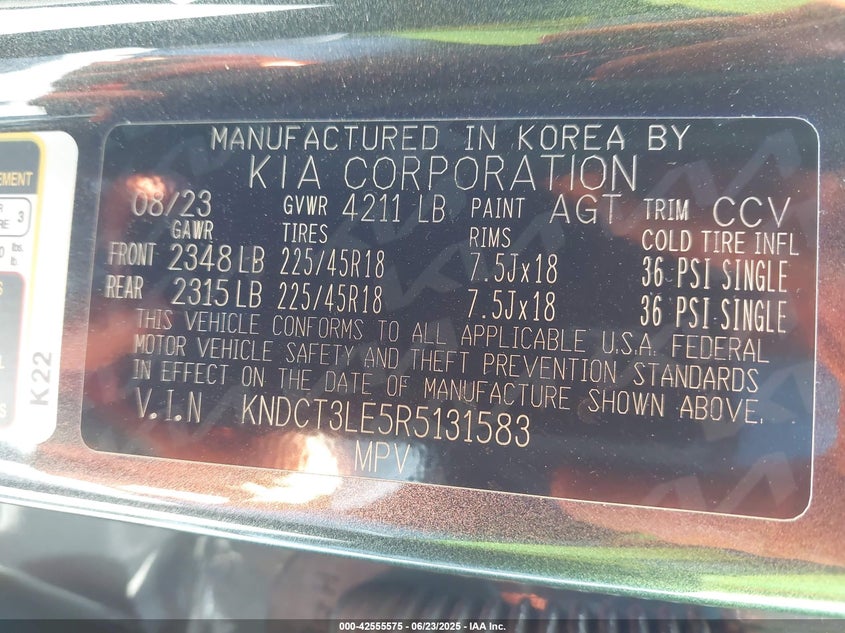 MANUFACTURED IN KOREA BY
KIA CORPORATION
08/23 GVWR 4211 LB PAINT AGT TRIM CCV
GAWR TIRES RIMS COLD TIRE INFL
FRONT 2348 LB 225/45R18 7.5Jx18 36 PSI SINGLE
REAR 2315 LB 225/45R18 7.5Jx18 36 PSI SINGLE
THIS VEHICLE CONFORMS TO ALL APPLICABLE U.S.A. FEDERAL
MOTOR VEHICLE SAFETY AND THEFT PREVENTION STANDARDS
IN EFFECT ON THE DATE OF MANUFACTURE SHOWN ABOVE.
V.I.N KNDCT3LE5R5131583
MPV
3
lbs.
kg.
K22
000-42555575 - 06/23/2025 - IAA Inc.